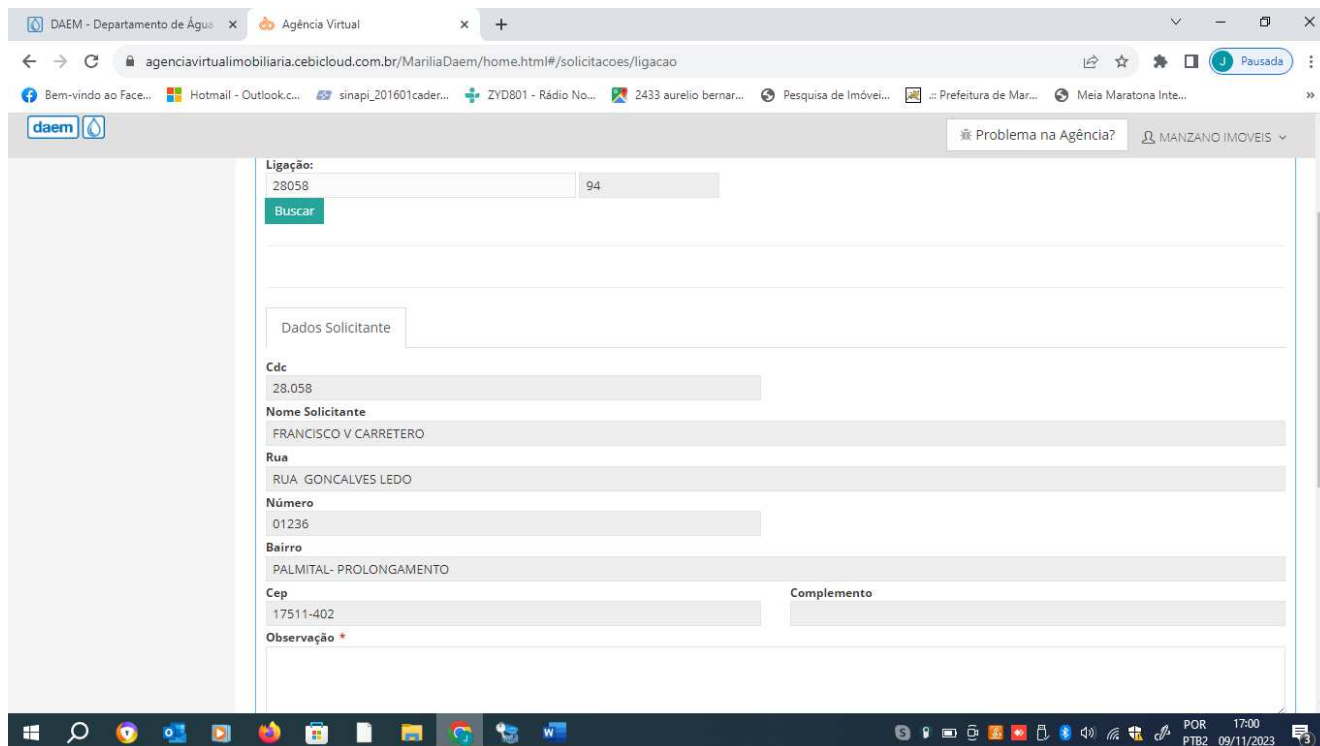 DAEM - Departamento de Água
Agência Virtual
agenciavirtualimobiliaria.cebicloud.com.br/MariliaDaem/home.html#/solicitacoes/ligacao
J Pausada
Bem-vindo ao Face... Hotmail - Outlook.c... sinapi_201601cader... ZYD801 - Rádio No... 2433 aurelio bernar... Pesquisa de Imóvei... .:: Prefeitura de Mar... Meia Maratona Inte... »
daem
Problema na Agência? MANZANO IMOVEIS
Ligação:
28058 94
Buscar
Dados Solicitante
Cdc
28.058
Nome Solicitante
FRANCISCO V CARRETERO
Rua
RUA GONCALVES LEDO
Número
01236
Bairro
PALMITAL- PROLONGAMENTO
Cep Complemento
17511-402
Observação *
POR 17:00
PTB2 09/11/2023 3